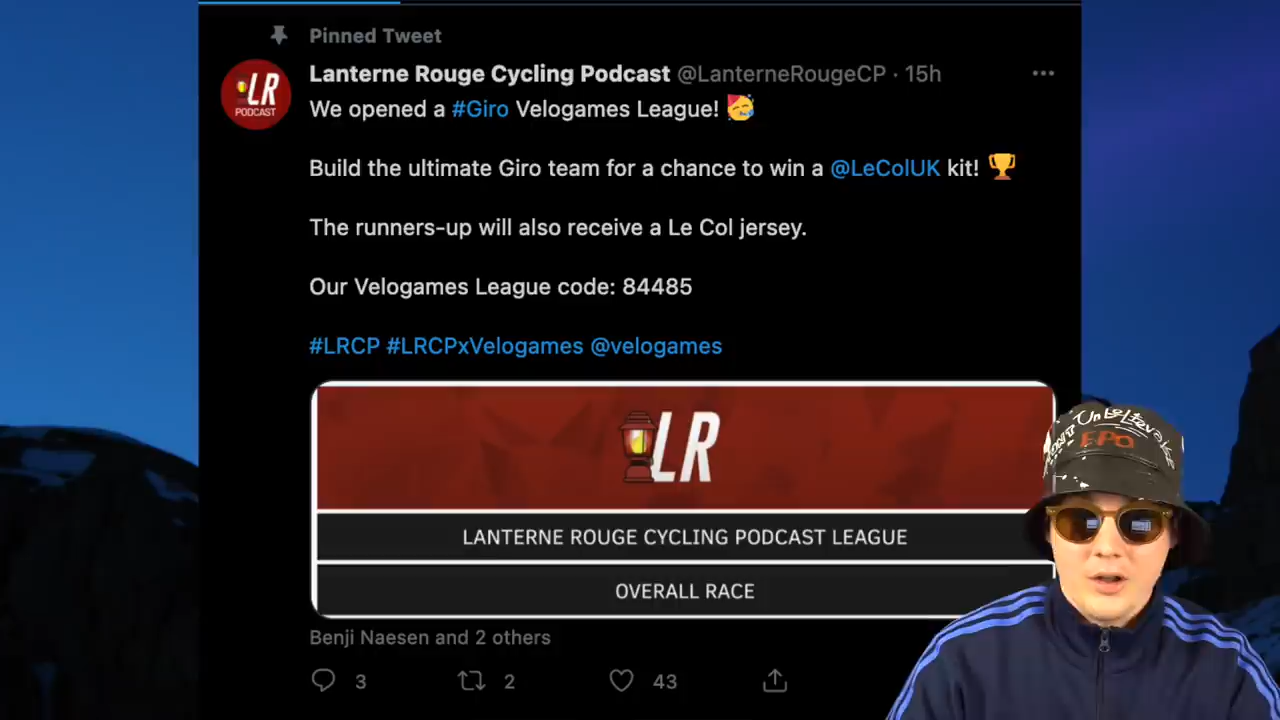 Pinned Tweet
Lanterne Rouge Cycling Podcast @LanterneRougeCP · 15h
We opened a #Giro Velogames League! 🥳
Build the ultimate Giro team for a chance to win a @LeColUK kit! 🏆
The runners-up will also receive a Le Col jersey.
Our Velogames League code: 84485
#LRCP #LRCPxVelogames @velogames
LR
PODCAST
LR
LANTERNE ROUGE CYCLING PODCAST LEAGUE
OVERALL RACE
Benji Naesen and 2 others
3 2 43
EPO